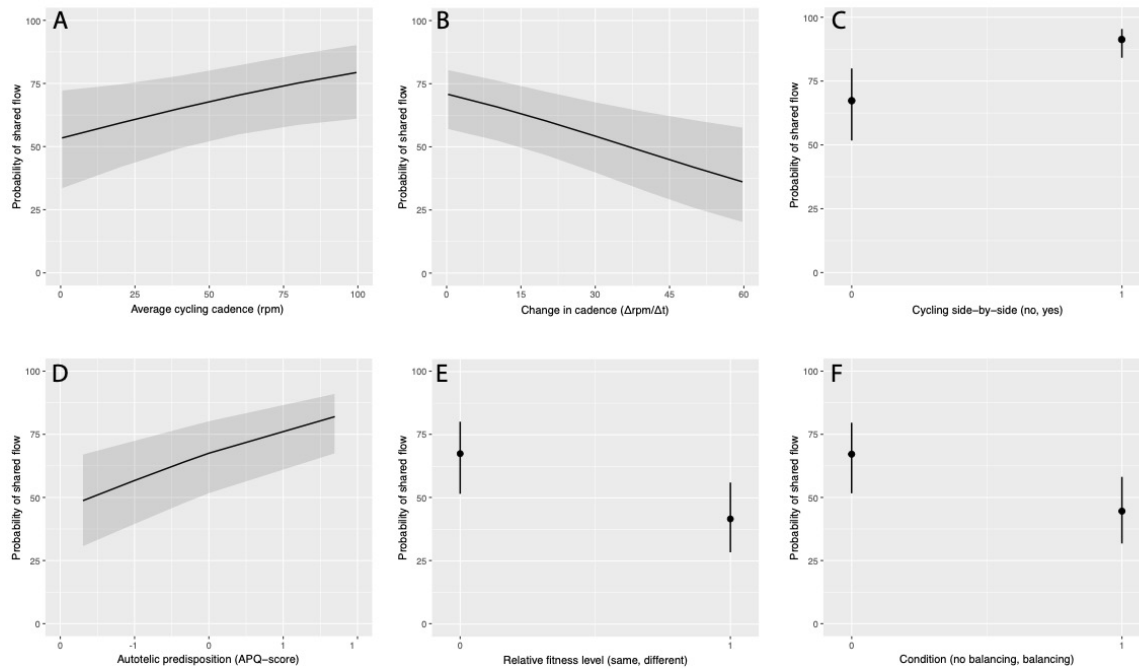 A
Probability of shared flow
100
75
50
25
0
0 25 50 75 100
Average cycling cadence (rpm)
B
Probability of shared flow
100
75
50
25
0
0 15 30 45 60
Change in cadence (Δrpm/Δt)
C
Probability of shared flow
100
75
50
25
0
0 1
Cycling side−by−side (no, yes)
D
Probability of shared flow
100
75
50
25
0
0 -1 0 1 1
Autotelic predisposition (APQ−score)
E
Probability of shared flow
100
75
50
25
0
0 1
Relative fitness level (same, different)
F
Probability of shared flow
100
75
50
25
0
0 1
Condition (no balancing, balancing)